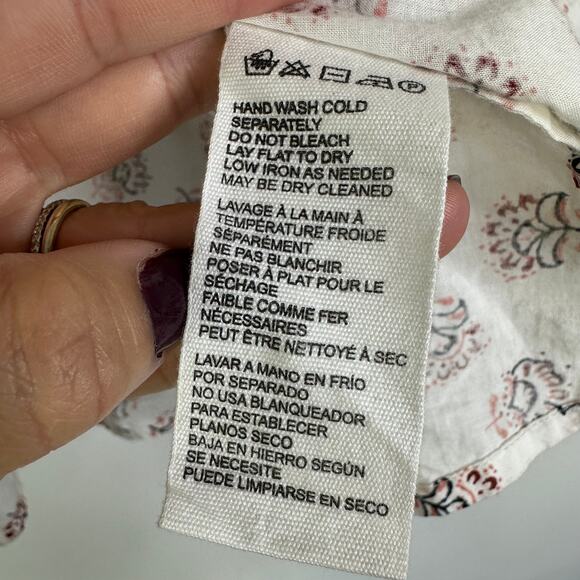 P
HAND WASH COLD
SEPARATELY
DO NOT BLEACH
LAY FLAT TO DRY
LOW IRON AS NEEDED
MAY BE DRY CLEANED
LAVAGE À LA MAIN À
TEMPÉRATURE FROIDE
SÉPARÉMENT
NE PAS BLANCHIR
POSER À PLAT POUR LE
SÉCHAGE
FAIBLE COMME FER
NÉCESSAIRES
PEUT ÊTRE NETTOYÉ À SEC
LAVAR A MANO EN FRÍO
POR SEPARADO
NO USA BLANQUEADOR
PARA ESTABLECER
PLANOS SECO
BAJA EN HIERRO SEGÚN
SE NECESITE
PUEDE LIMPIARSE EN SECO